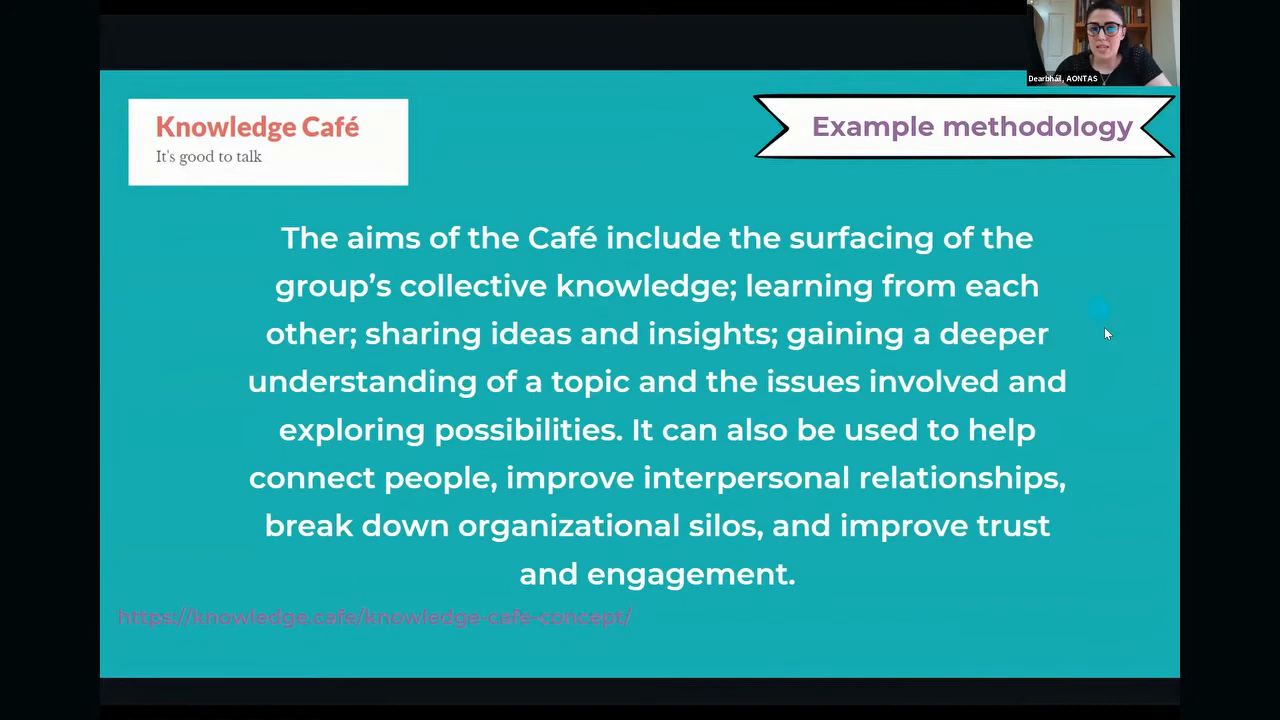 Dearbháil, AONTAS
Knowledge Café
It's good to talk
Example methodology
The aims of the Café include the surfacing of the
group’s collective knowledge; learning from each
other; sharing ideas and insights; gaining a deeper
understanding of a topic and the issues involved and
exploring possibilities. It can also be used to help
connect people, improve interpersonal relationships,
break down organizational silos, and improve trust
and engagement.
https://knowledge.cafe/knowledge-cafe-concept/